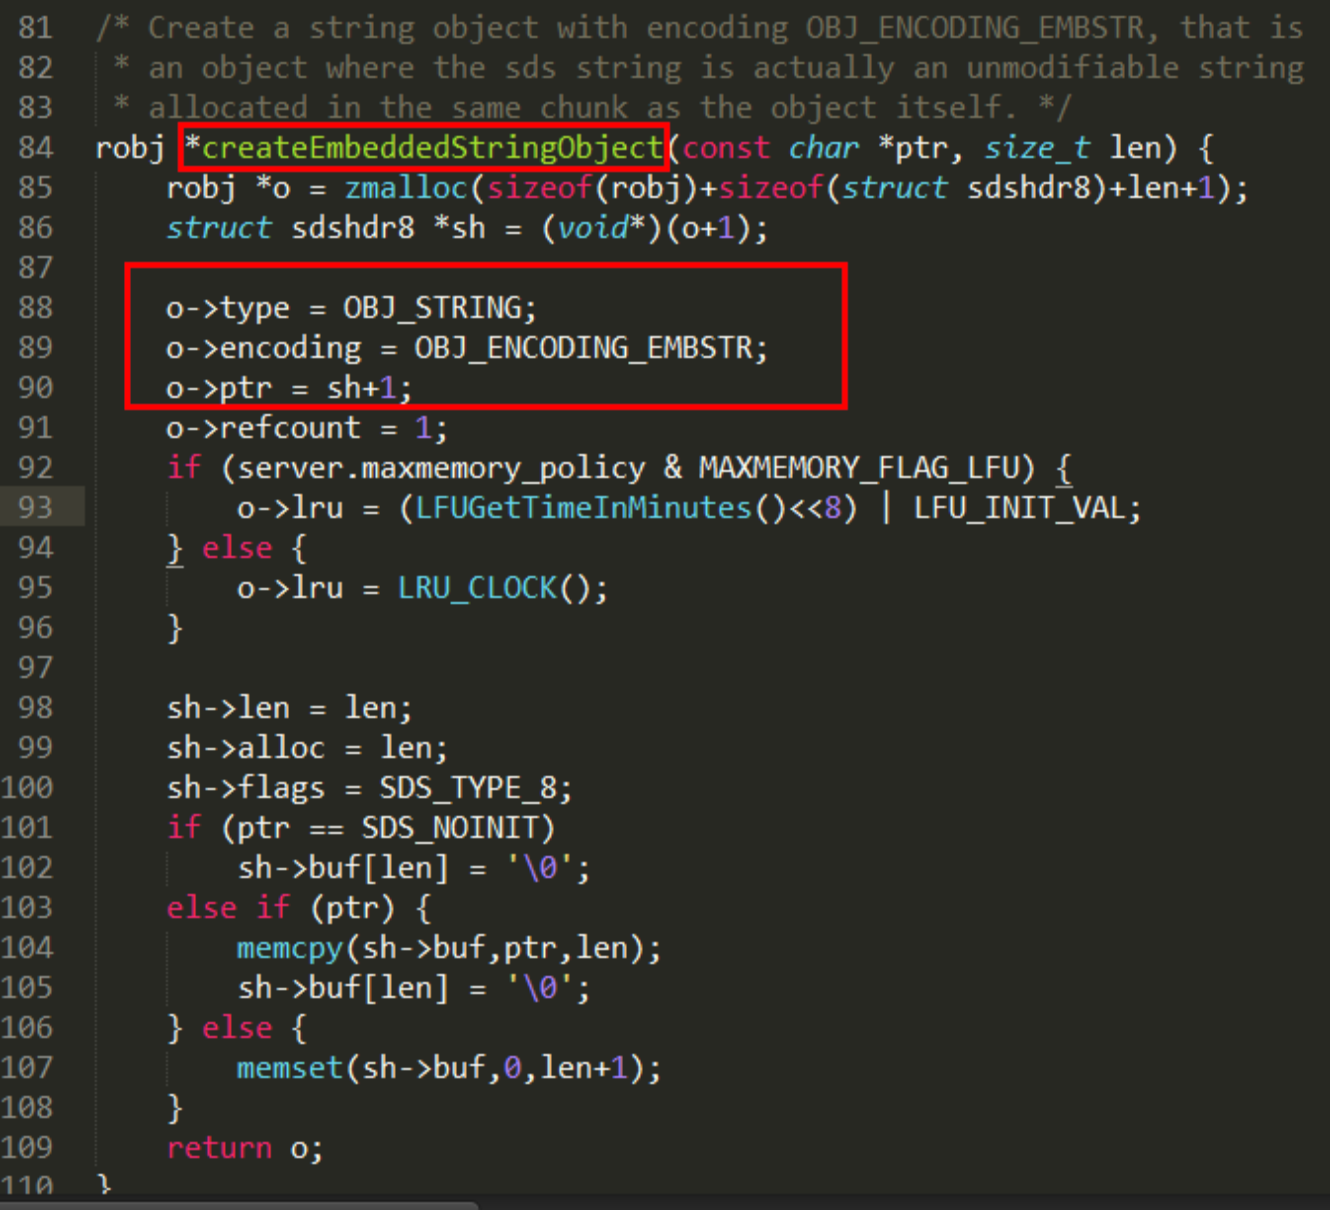 81 /* Create a string object with encoding OBJ_ENCODING_EMBSTR, that is
82  * an object where the sds string is actually an unmodifiable string
83  * allocated in the same chunk as the object itself. */
84 robj *createEmbeddedStringObject(const char *ptr, size_t len) {
85     robj *o = zmalloc(sizeof(robj)+sizeof(struct sdshdr8)+len+1);
86     struct sdshdr8 *sh = (void*)(o+1);
87
88     o->type = OBJ_STRING;
89     o->encoding = OBJ_ENCODING_EMBSTR;
90     o->ptr = sh+1;
91     o->refcount = 1;
92     if (server.maxmemory_policy & MAXMEMORY_FLAG_LFU) {
93         o->lru = (LFUGetTimeInMinutes()<<8) | LFU_INIT_VAL;
94     } else {
95         o->lru = LRU_CLOCK();
96     }
97
98     sh->len = len;
99     sh->alloc = len;
100     sh->flags = SDS_TYPE_8;
101     if (ptr == SDS_NOINIT)
102         sh->buf[len] = '\0';
103     else if (ptr) {
104         memcpy(sh->buf,ptr,len);
105         sh->buf[len] = '\0';
106     } else {
107         memset(sh->buf,0,len+1);
108     }
109     return o;
110 }